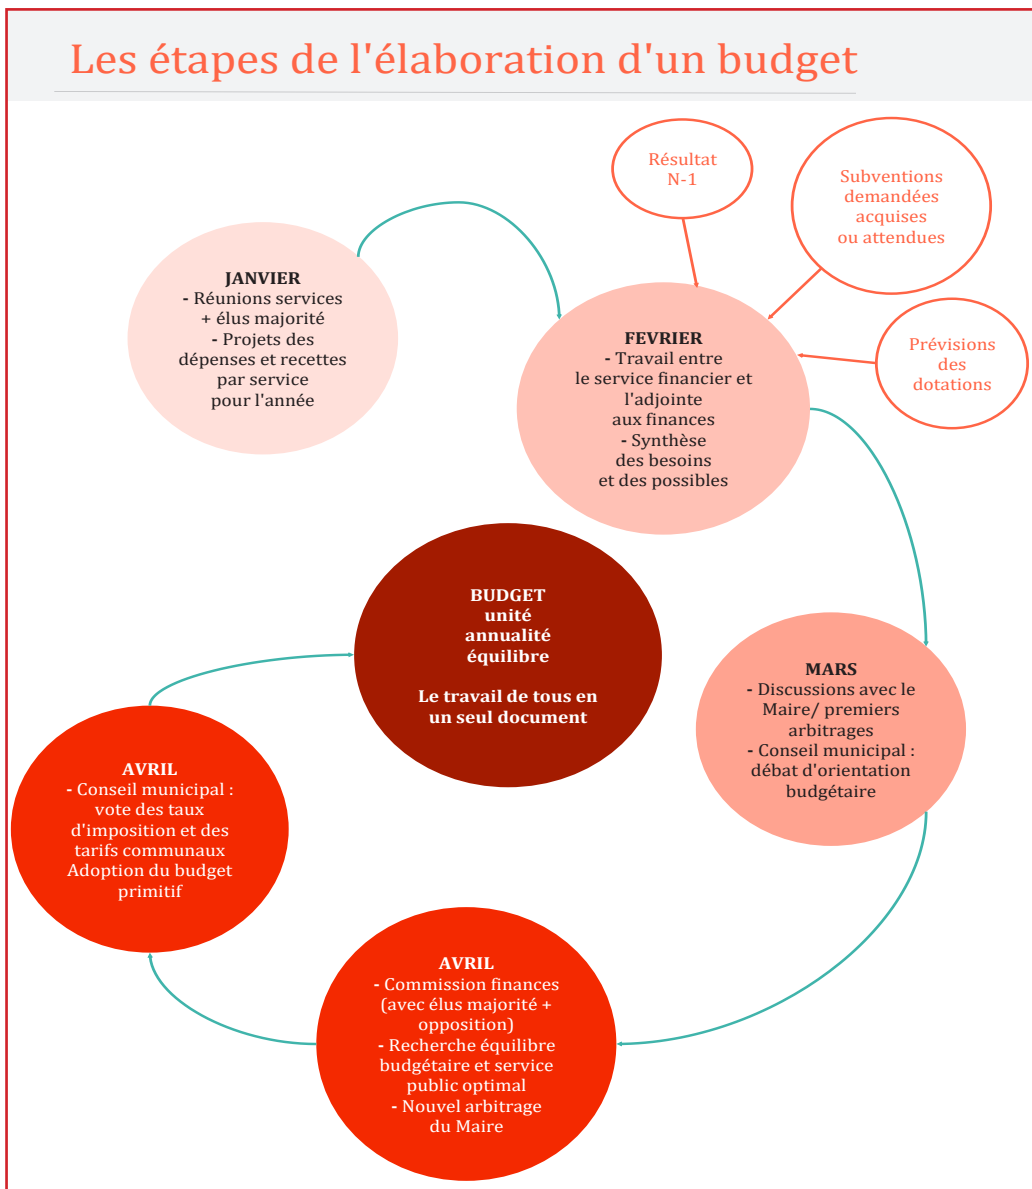 Les étapes de l'élaboration d'un budget
JANVIER
- Réunions services
+ élus majorité
- Projets des
dépenses et recettes
par service
pour l'année
Résultat
N-1
Subventions
demandées
acquises
ou attendues
Prévisions
des
dotations
FEVRIER
- Travail entre
le service financier et
l'adjointe
aux finances
- Synthèse
des besoins
et des possibles
MARS
- Discussions avec le
Maire/ premiers
arbitrages
- Conseil municipal :
débat d'orientation
budgétaire
AVRIL
- Commission finances
(avec élus majorité +
opposition)
- Recherche équilibre
budgétaire et service
public optimal
- Nouvel arbitrage
du Maire
AVRIL
- Conseil municipal :
vote des taux
d'imposition et des
tarifs communaux
Adoption du budget
primitif
BUDGET
unité
annualité
équilibre
Le travail de tous en
un seul document